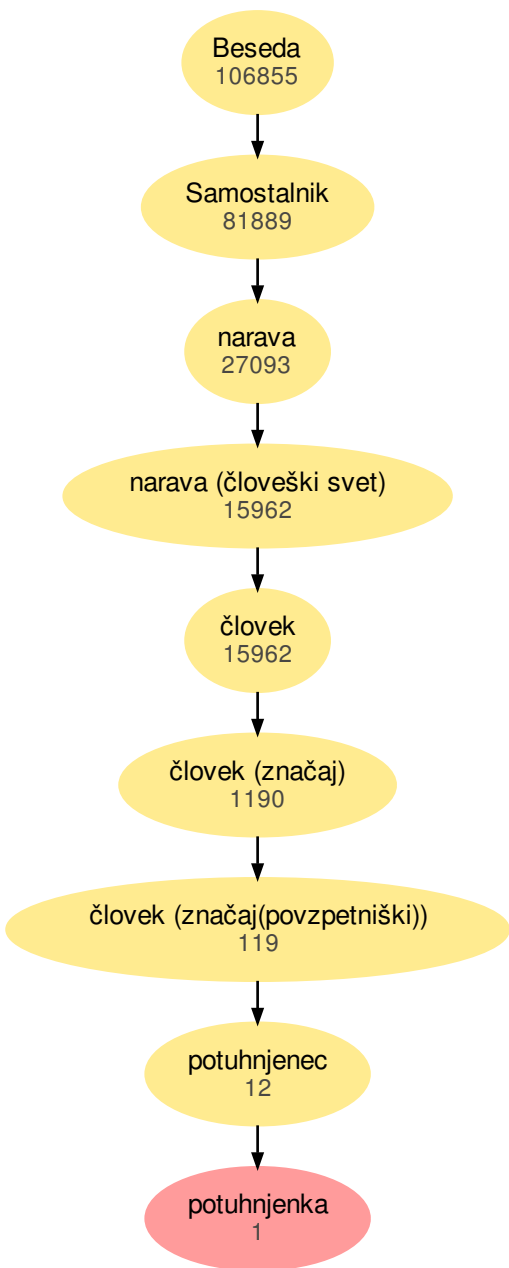 Beseda
106855
Samostalnik
81889
narava
27093
narava (človeški svet)
15962
človek
15962
človek (značaj)
1190
človek (značaj(povzpetniški))
119
potuhnjenec
12
potuhnjenka
1